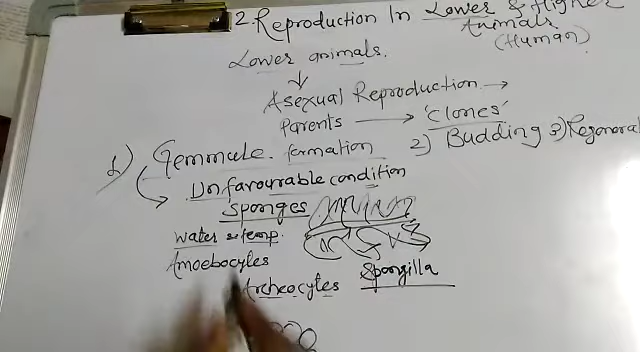 2. Reproduction In Lower & Higher
Animals.
(Human)
Lower animals.
Asexual Reproduction
Parents → 'Clones'
1) Gemmule formation 2) Budding 3) Regenerat
Unfavourable condition
Sponges
water & temp.
Amoebocytes
Archeocytes Spongilla